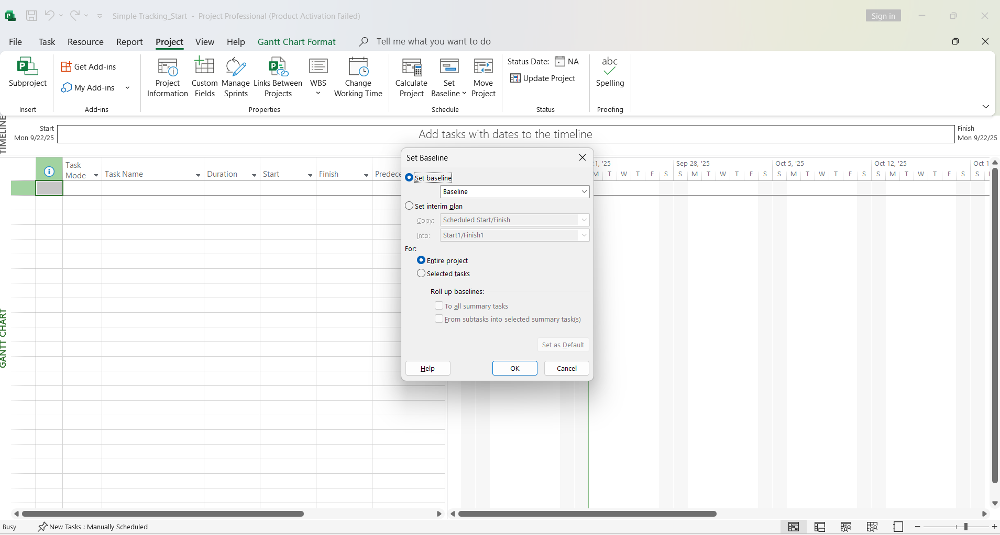 Simple Tracking_Start - Project Professional (Product Activation Failed)
Sign in
File Task Resource Report Project View Help Gantt Chart Format Tell me what you want to do
Subproject
Insert
Get Add-ins
My Add-ins
Add-ins
Project Information
Custom Fields
Manage Sprints
Links Between Projects
WBS
Change Working Time
Properties
Calculate Project
Set Baseline
Move Project
Schedule
Status Date: NA
Update Project
Status
abc
Spelling
Proofing
TIMELINE
Start
Mon 9/22/25
Add tasks with dates to the timeline
Finish
Mon 9/22/25
Task Mode Task Name Duration Start Finish Predece
21, '25 Sep 28, '25 Oct 5, '25 Oct 12, '25 Oct 1
M T W T F S S M T W T F S S M T W T F S S M T W T F S S
GANTT CHART
Set Baseline
Set baseline
Baseline
Set interim plan
Copy: Scheduled Start/Finish
Into: Start1/Finish1
For:
Entire project
Selected tasks
Roll up baselines:
To all summary tasks
From subtasks into selected summary task(s)
Set as Default
Help OK Cancel
Busy New Tasks : Manually Scheduled